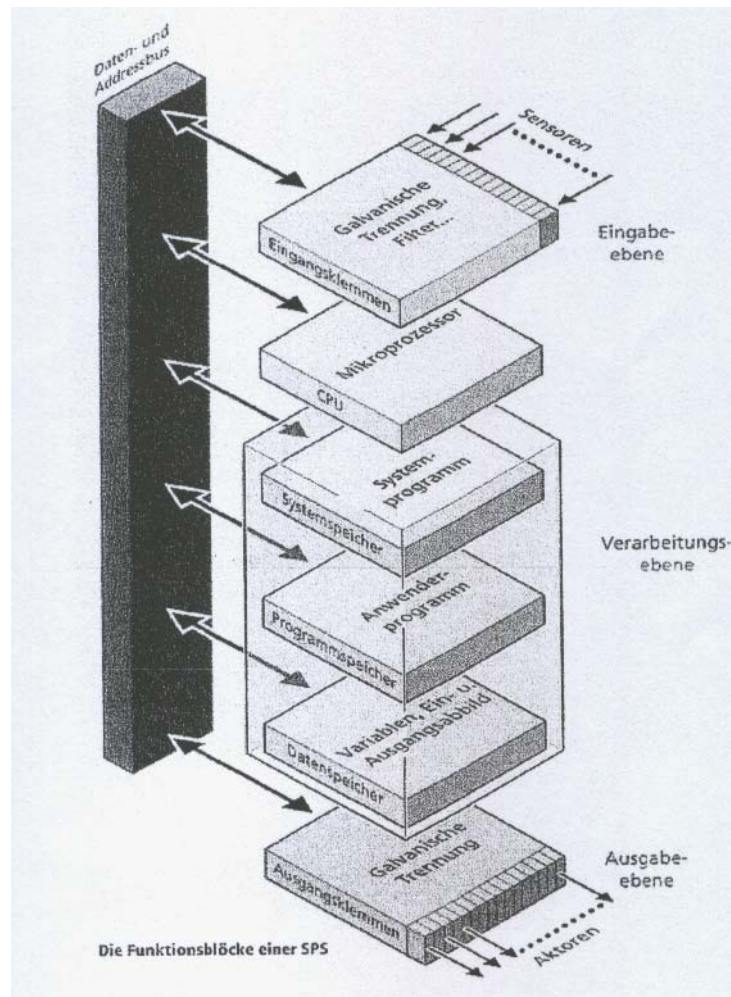 Daten- und
Addressbus
Sensoren
Galvanische
Trennung,
Filter...
Eingangsklemmen
Eingabe-
ebene
Mikroprozessor
CPU
System-
programm
Systemspeicher
Verarbeitungs-
ebene
Anwender-
programm
Programmspeicher
Variablen, Ein- u.
Ausgangsabbild
Datenspeicher
Galvanische
Trennung
Ausgangsklemmen
Ausgabe-
ebene
Aktoren
Die Funktionsblöcke einer SPS